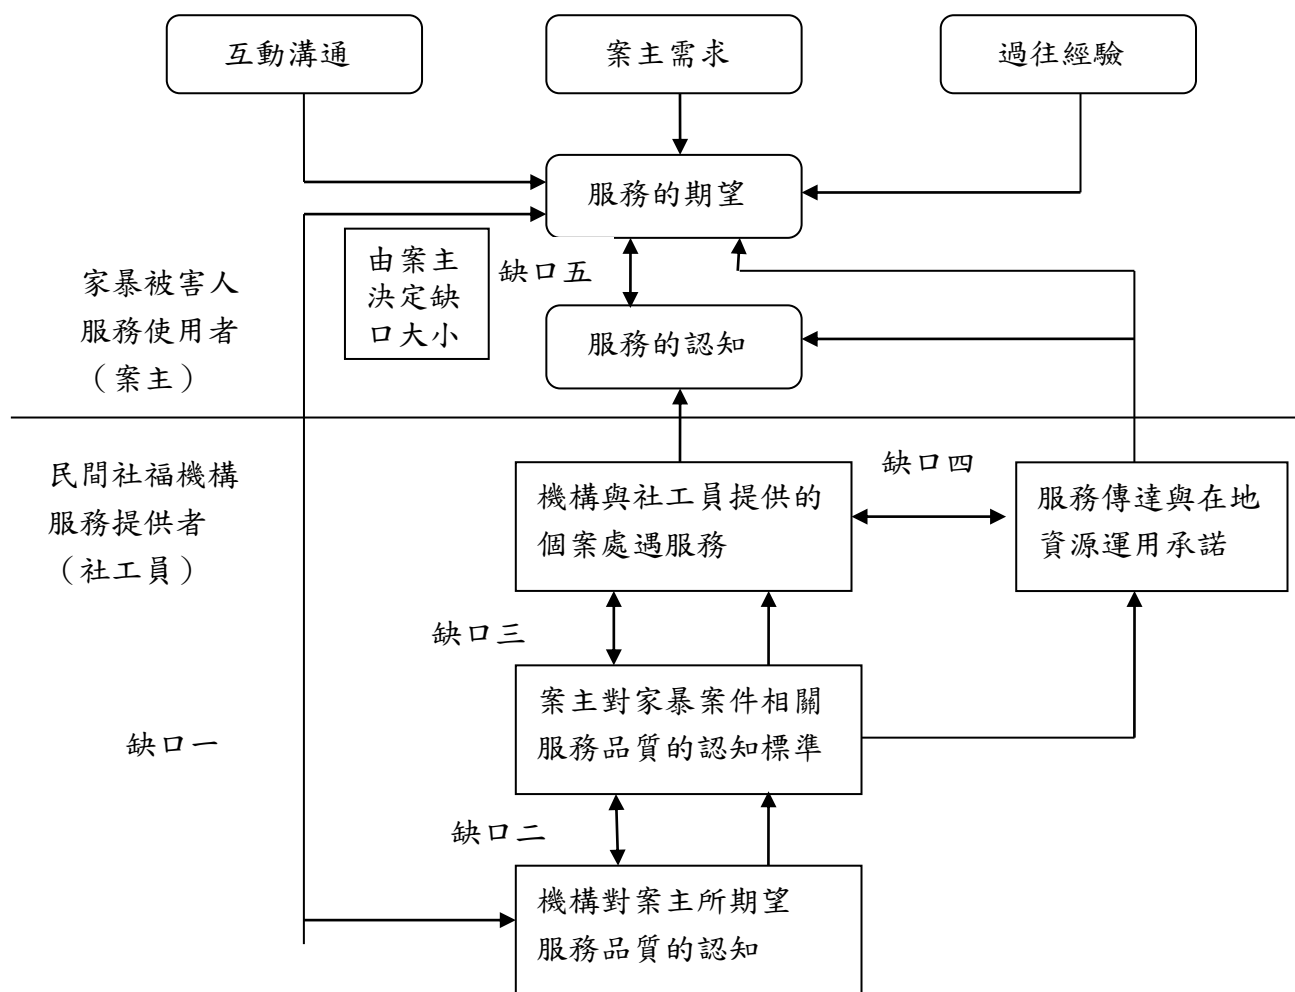 互動溝通
案主需求
過往經驗
服務的期望
由案主
決定缺
口大小
缺口五
家暴被害人
服務使用者
（案主）
服務的認知
民間社福機構
服務提供者
（社工員）
機構與社工員提供的
個案處遇服務
缺口四
服務傳達與在地
資源運用承諾
缺口三
案主對家暴案件相關
服務品質的認知標準
缺口一
缺口二
機構對案主所期望
服務品質的認知